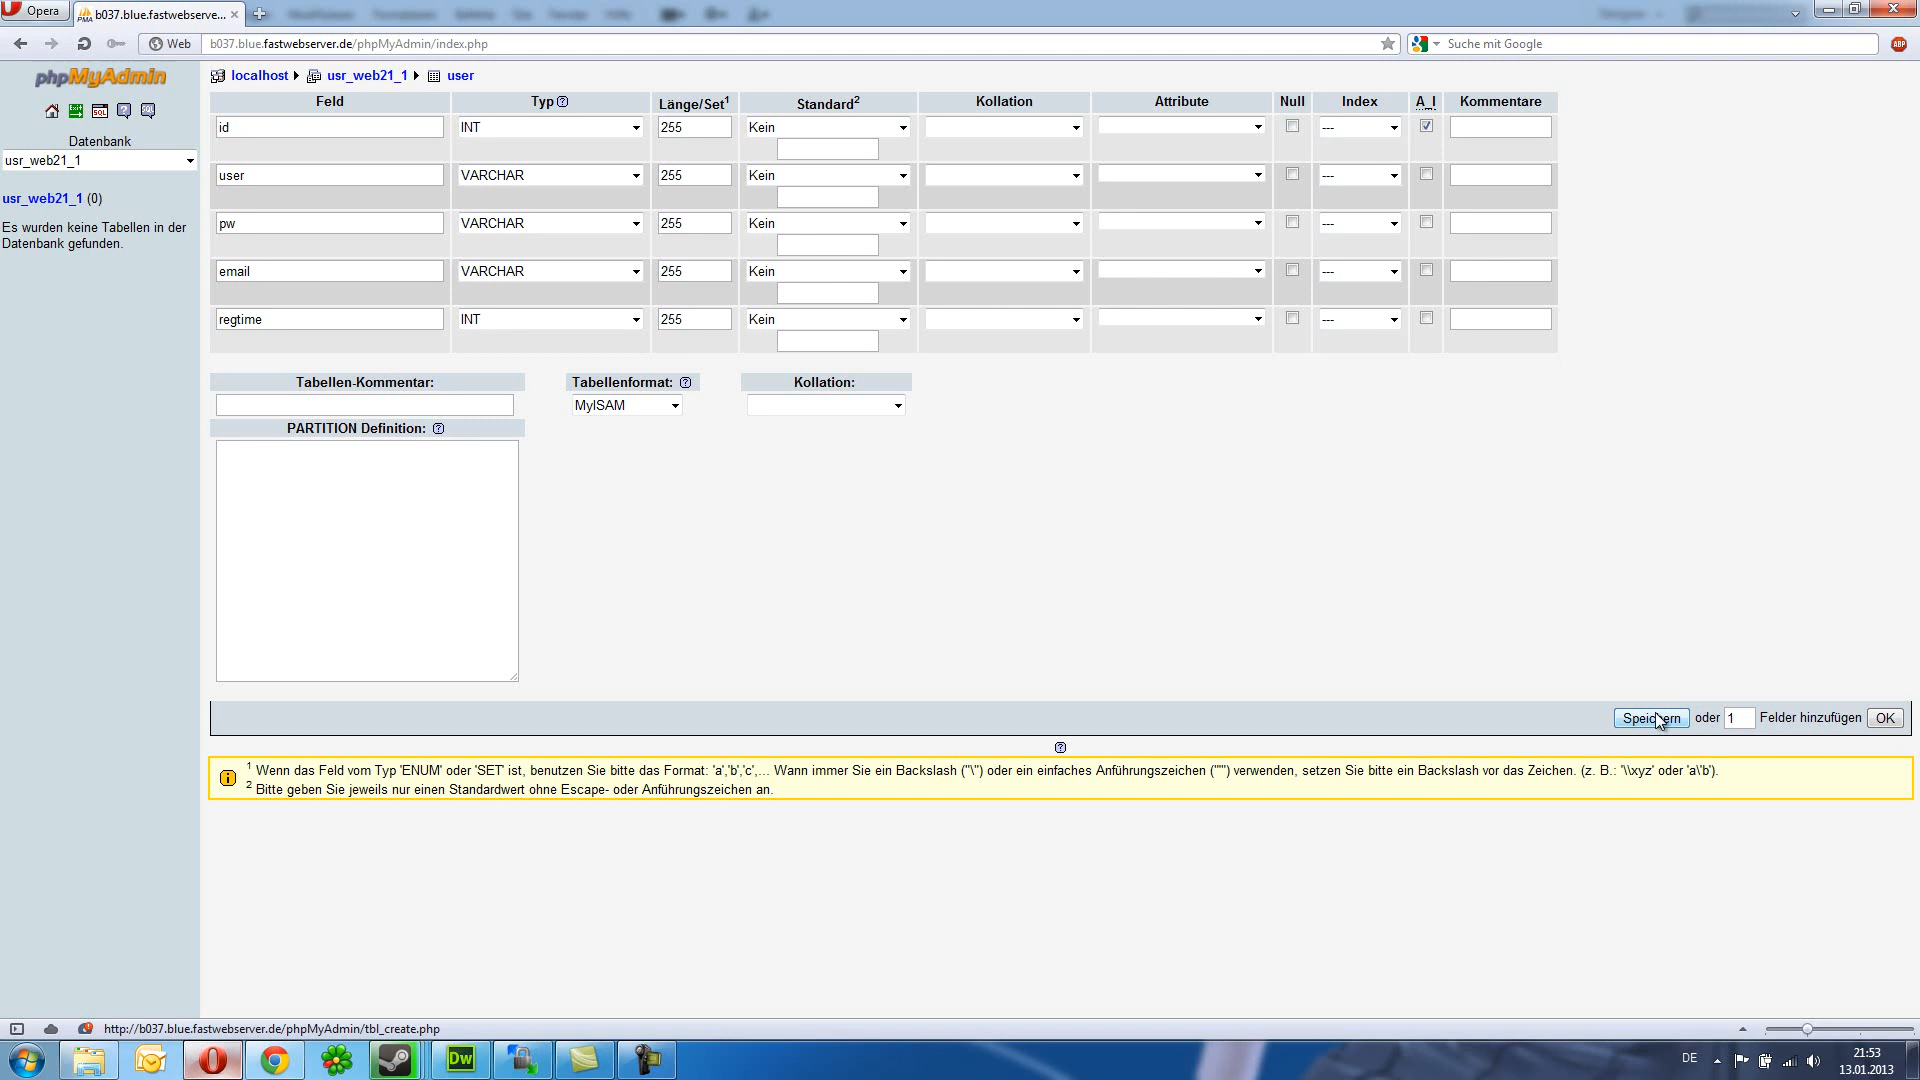 Opera
b037.blue.fastwebserve...
Web
b037.blue.fastwebserver.de/phpMyAdmin/index.php
Suche mit Google
ABP
phpMyAdmin
localhost
usr_web21_1
user
SQL
Datenbank
usr_web21_1
usr_web21_1 (0)
Es wurden keine Tabellen in der
Datenbank gefunden.
Feld Typ Länge/Set1 Standard2 Kollation Attribute Null Index A_I Kommentare
id INT 255 Kein ---
user VARCHAR 255 Kein ---
pw VARCHAR 255 Kein ---
email VARCHAR 255 Kein ---
regtime INT 255 Kein ---
Tabellen-Kommentar: Tabellenformat: Kollation:
MyISAM
PARTITION Definition:
Speichern oder 1 Felder hinzufügen OK
1 Wenn das Feld vom Typ 'ENUM' oder 'SET' ist, benutzen Sie bitte das Format: 'a','b','c',... Wann immer Sie ein Backslash ("\") oder ein einfaches Anführungszeichen ("'") verwenden, setzen Sie bitte ein Backslash vor das Zeichen. (z. B.: '\\xyz' oder 'a\'b').
2 Bitte geben Sie jeweils nur einen Standardwert ohne Escape- oder Anführungszeichen an.
http://b037.blue.fastwebserver.de/phpMyAdmin/tbl_create.php
Dw
DE
21:53
13.01.2013